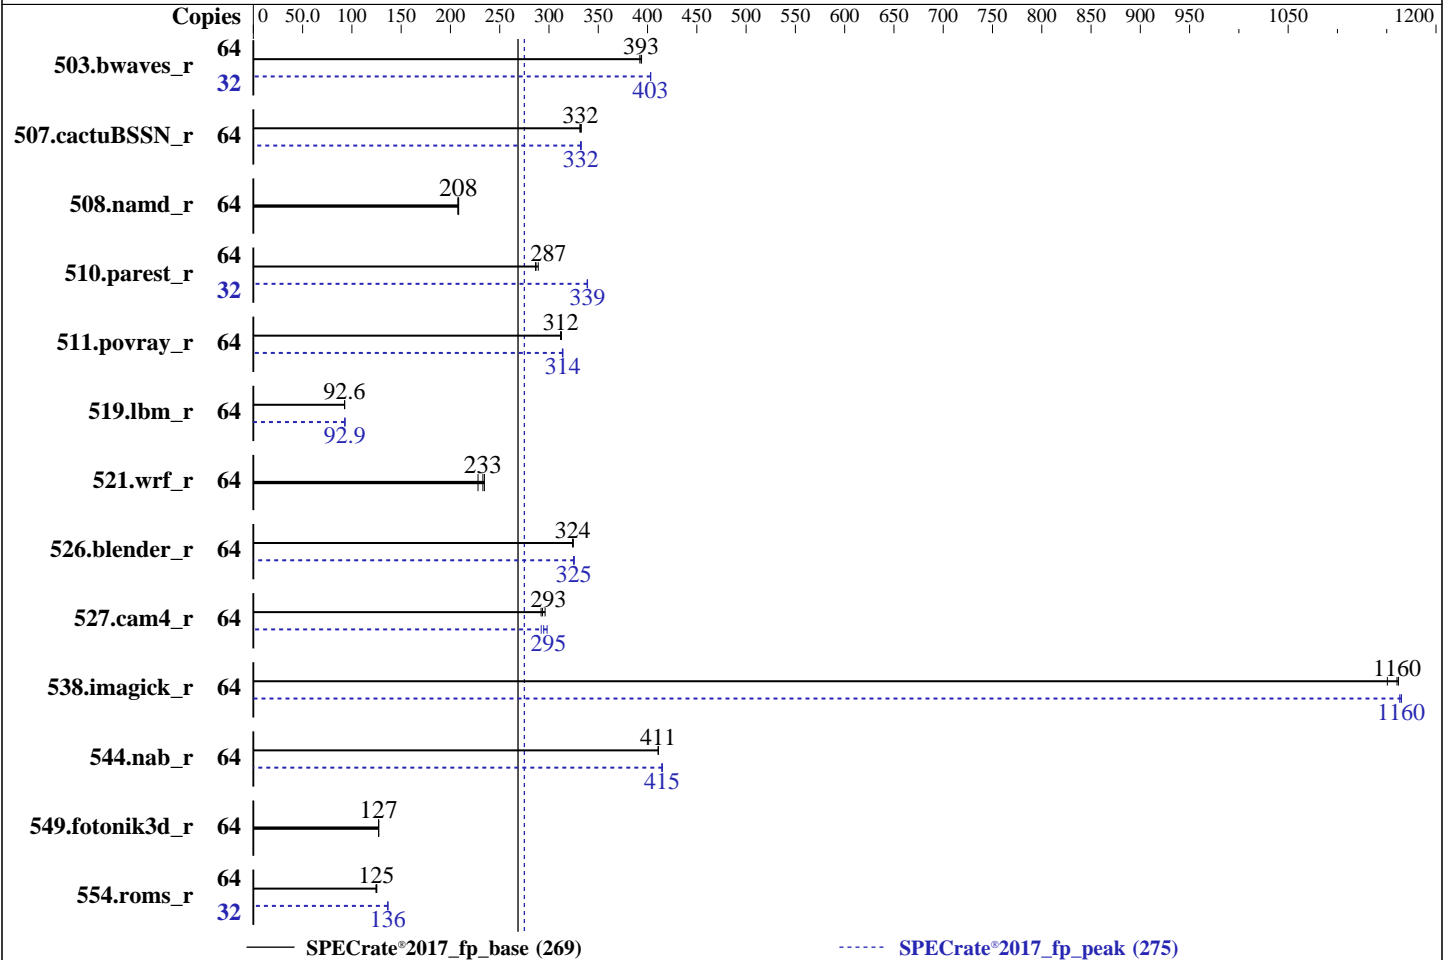 Copies 0 50.0 100 150 200 250 300 350 400 450 500 550 600 650 700 750 800 850 900 950 1050 1200
503.bwaves_r 64 393
32 403
507.cactuBSSN_r 64 332
332
508.namd_r 64 208
510.parest_r 64 287
32 339
511.povray_r 64 312
314
519.lbm_r 64 92.6
92.9
521.wrf_r 64 233
526.blender_r 64 324
325
527.cam4_r 64 293
295
538.imagick_r 64 1160
1160
544.nab_r 64 411
415
549.fotonik3d_r 64 127
554.roms_r 64 125
32 136
SPECrate®2017_fp_base (269) SPECrate®2017_fp_peak (275)